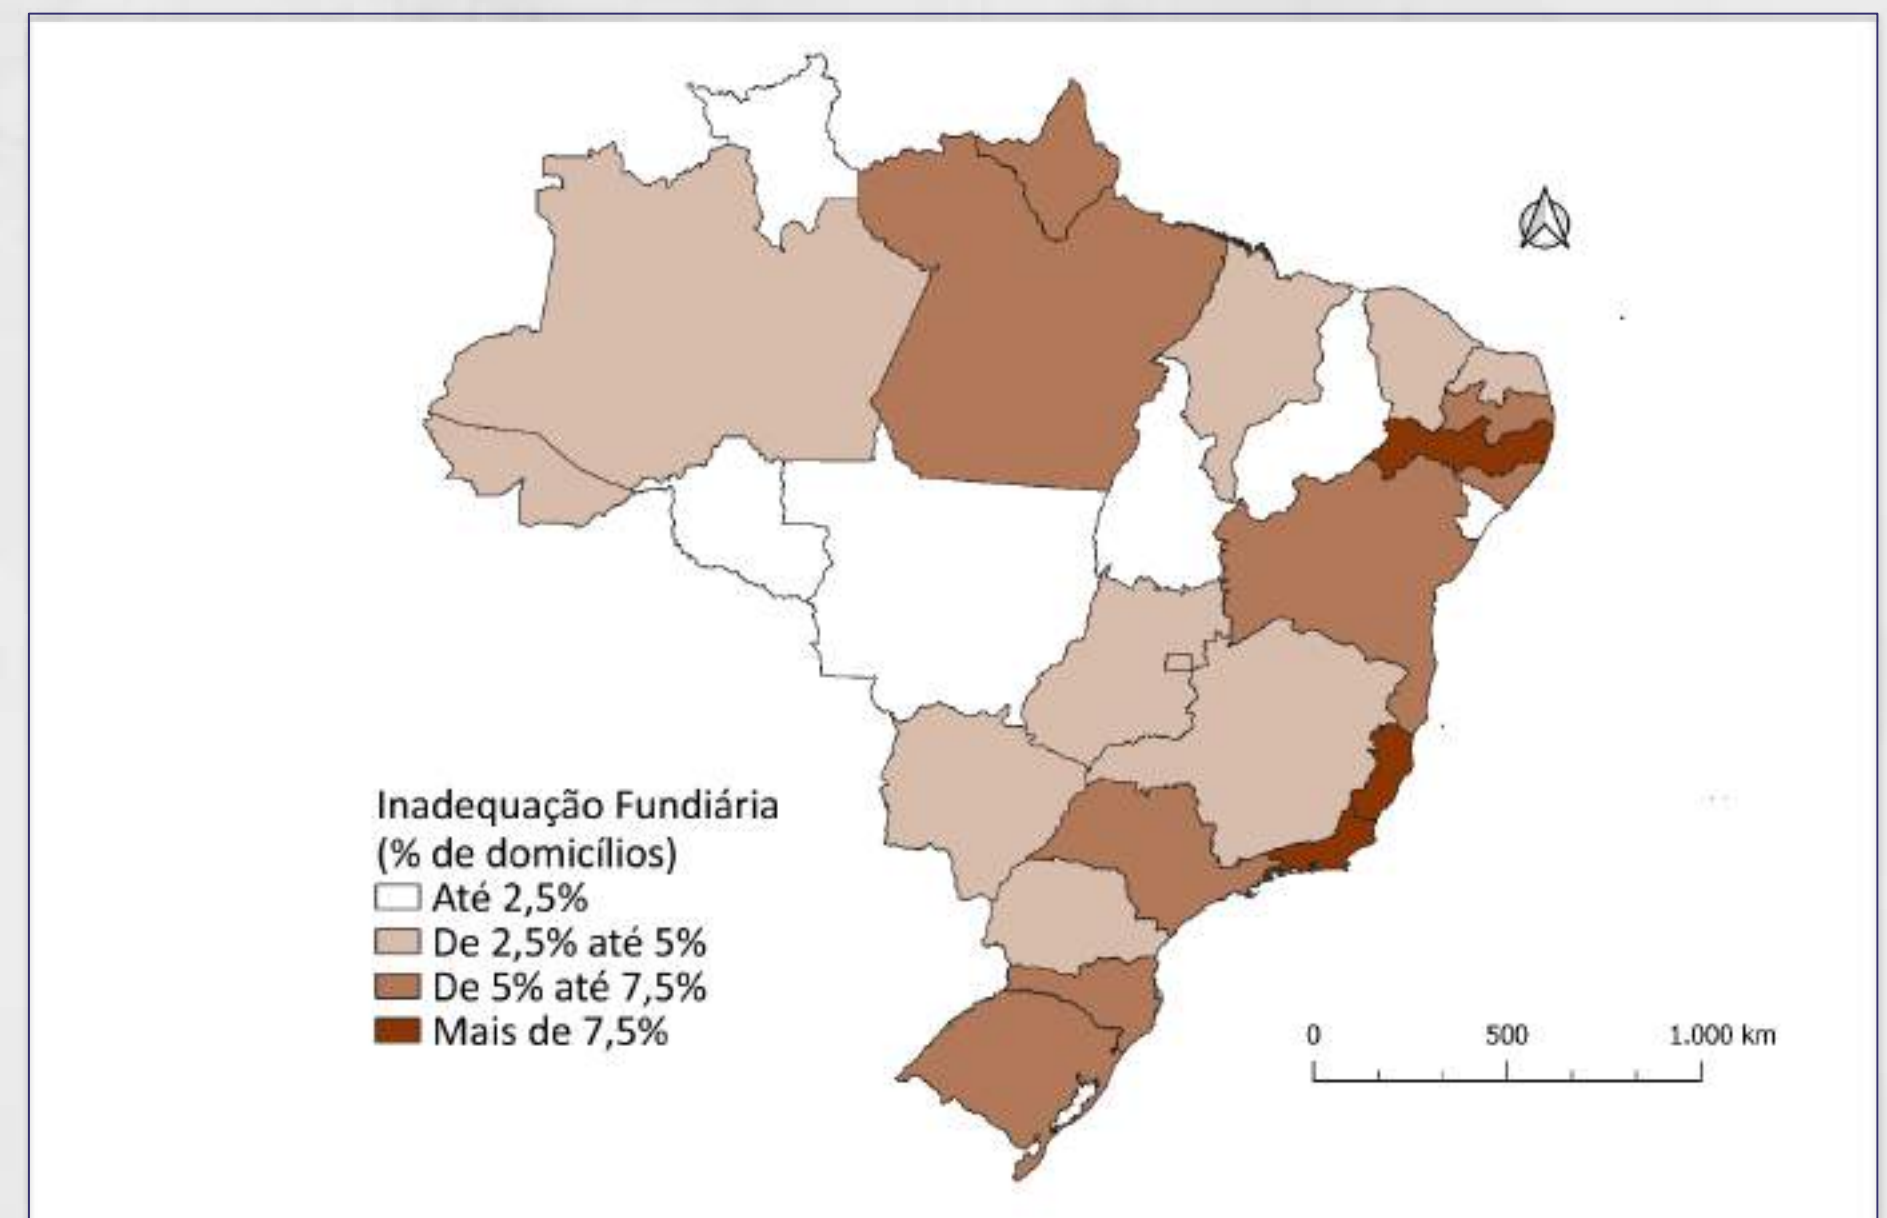 Inadequação Fundiária
(% de domicílios)
Até 2,5%
De 2,5% até 5%
De 5% até 7,5%
Mais de 7,5%
0 500 1.000 km